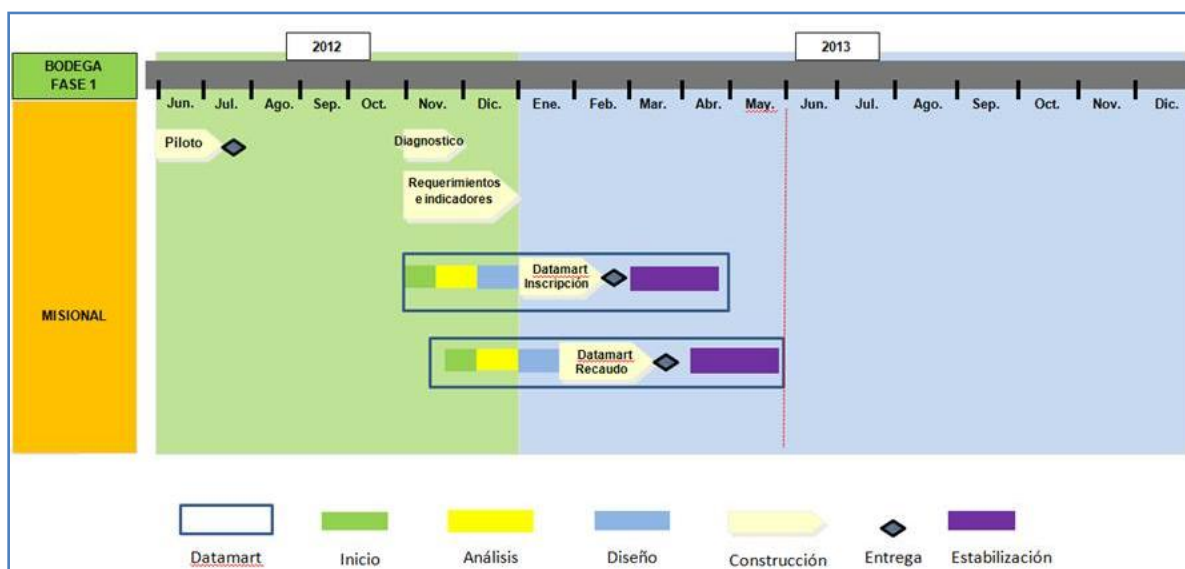 2012
2013
BODEGA
FASE 1
Jun. Jul. Ago. Sep. Oct. Nov. Dic. Ene. Feb. Mar. Abr. May. Jun. Jul. Ago. Sep. Oct. Nov. Dic.
MISIONAL
Piloto
Diagnostico
Requerimientos
e indicadores
Datamart
Inscripción
Datamart
Recaudo
Datamart
Inicio
Análisis
Diseño
Construcción
Entrega
Estabilización